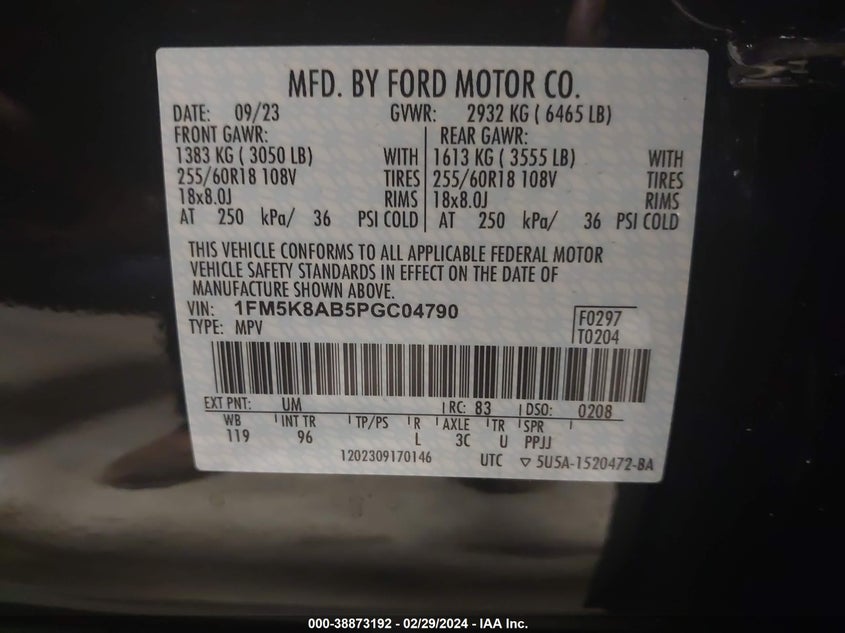 MFD. BY FORD MOTOR CO.
DATE: 09/23 GVWR: 2932 KG ( 6465 LB)
FRONT GAWR: REAR GAWR:
1383 KG ( 3050 LB) WITH 1613 KG ( 3555 LB) WITH
255/60R18 108V TIRES 255/60R18 108V TIRES
18x8.0J RIMS 18x8.0J RIMS
AT 250 kPa/ 36 PSI COLD AT 250 kPa/ 36 PSI COLD
THIS VEHICLE CONFORMS TO ALL APPLICABLE FEDERAL MOTOR
VEHICLE SAFETY STANDARDS IN EFFECT ON THE DATE OF
MANUFACTURE SHOWN ABOVE.
VIN: 1FM5K8AB5PGC04790 F0297
TYPE: MPV T0204
EXT PNT: UM RC: 83 DSO: 0208
WB INT TR TP/PS R AXLE TR SPR
119 96 L 3C U PPJJ
1202309170146 UTC ▽ 5U5A-1520472-BA
000-38873192 - 02/29/2024 - IAA Inc.